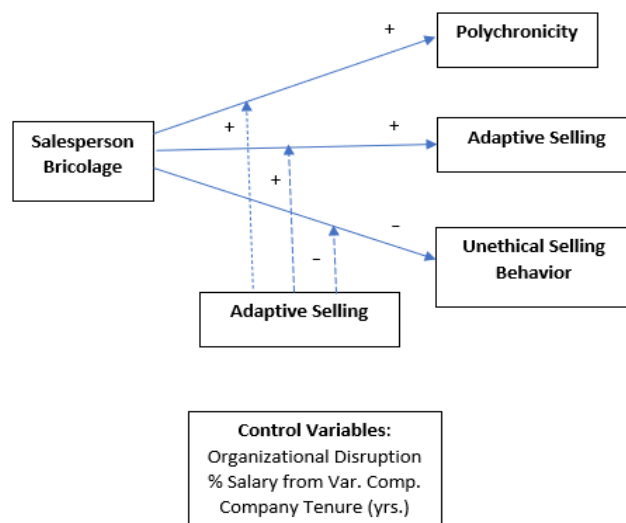 +
Polychronicity
Salesperson
Bricolage
+
+
Adaptive Selling
+
–
Unethical Selling
Behavior
–
Adaptive Selling
Control Variables:
Organizational Disruption
% Salary from Var. Comp.
Company Tenure (yrs.)